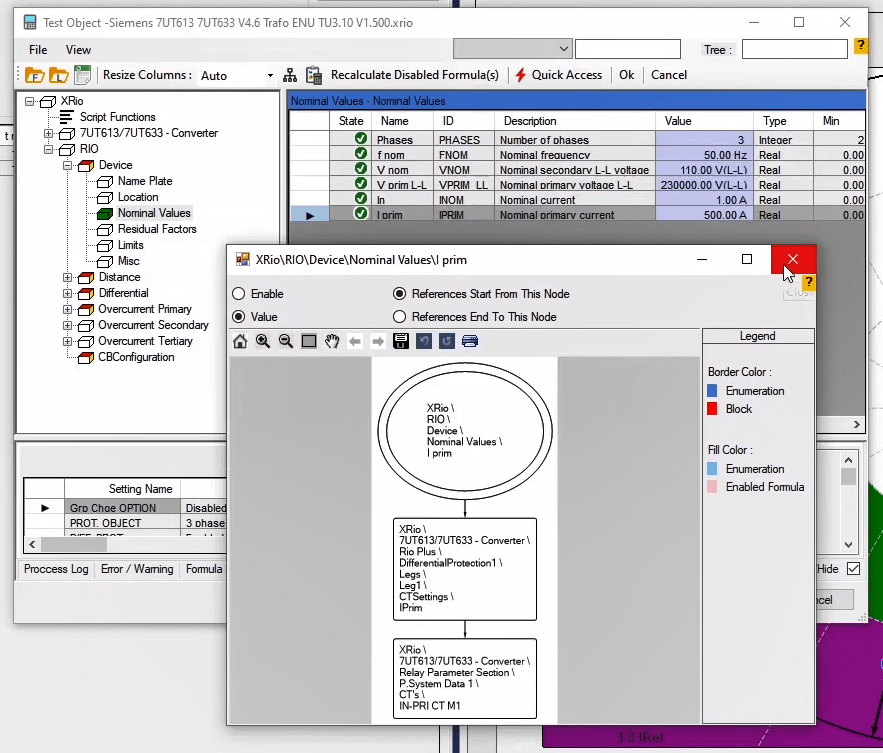 Test Object -Siemens 7UT613 7UT633 V4.6 Trafo ENU TU3.10 V1.500.xrio
File View Tree : ?
Resize Columns : Auto Recalculate Disabled Formula(s) Quick Access Ok Cancel
XRio
Script Functions
7UT613/7UT633 - Converter
RIO
Device
Name Plate
Location
Nominal Values
Residual Factors
Limits
Misc
Distance
Differential
Overcurrent Primary
Overcurrent Secondary
Overcurrent Tertiary
CBConfiguration
Nominal Values - Nominal Values
State Name ID Description Value Type Min
Phases PHASES Number of phases 3 Integer 2
f nom FNOM Nominal frequency 50.00 Hz Real 0.00
V nom VNOM Nominal secondary L-L voltage 110.00 V(L-L) Real 0.00
V prim L-L VPRIM_LL Nominal primary voltage L-L 230000.00 V(L-L) Real 0.00
In INOM Nominal current 1.00 A Real 0.00
I prim IPRIM Nominal primary current 500.00 A Real 0.00
XRio\RIO\Device\Nominal Values\I prim
?
Enable References Start From This Node
Value References End To This Node
Legend
Border Color :
Enumeration
Block
Fill Color :
Enumeration
Enabled Formula
XRio \
RIO \
Device \
Nominal Values \
I prim
XRio \
7UT613/7UT633 - Converter \
Rio Plus \
DifferentialProtection1 \
Legs \
Leg1 \
CTSettings \
IPrim
XRio \
7UT613/7UT633 - Converter \
Relay Parameter Section \
P.System Data 1 \
CT's \
IN-PRI CT M1
Setting Name
Grp Chge OPTION Disabled
PROT. OBJECT 3 phase
Proccess Log Error / Warning Formula
Hide
cel
3.0 IRef